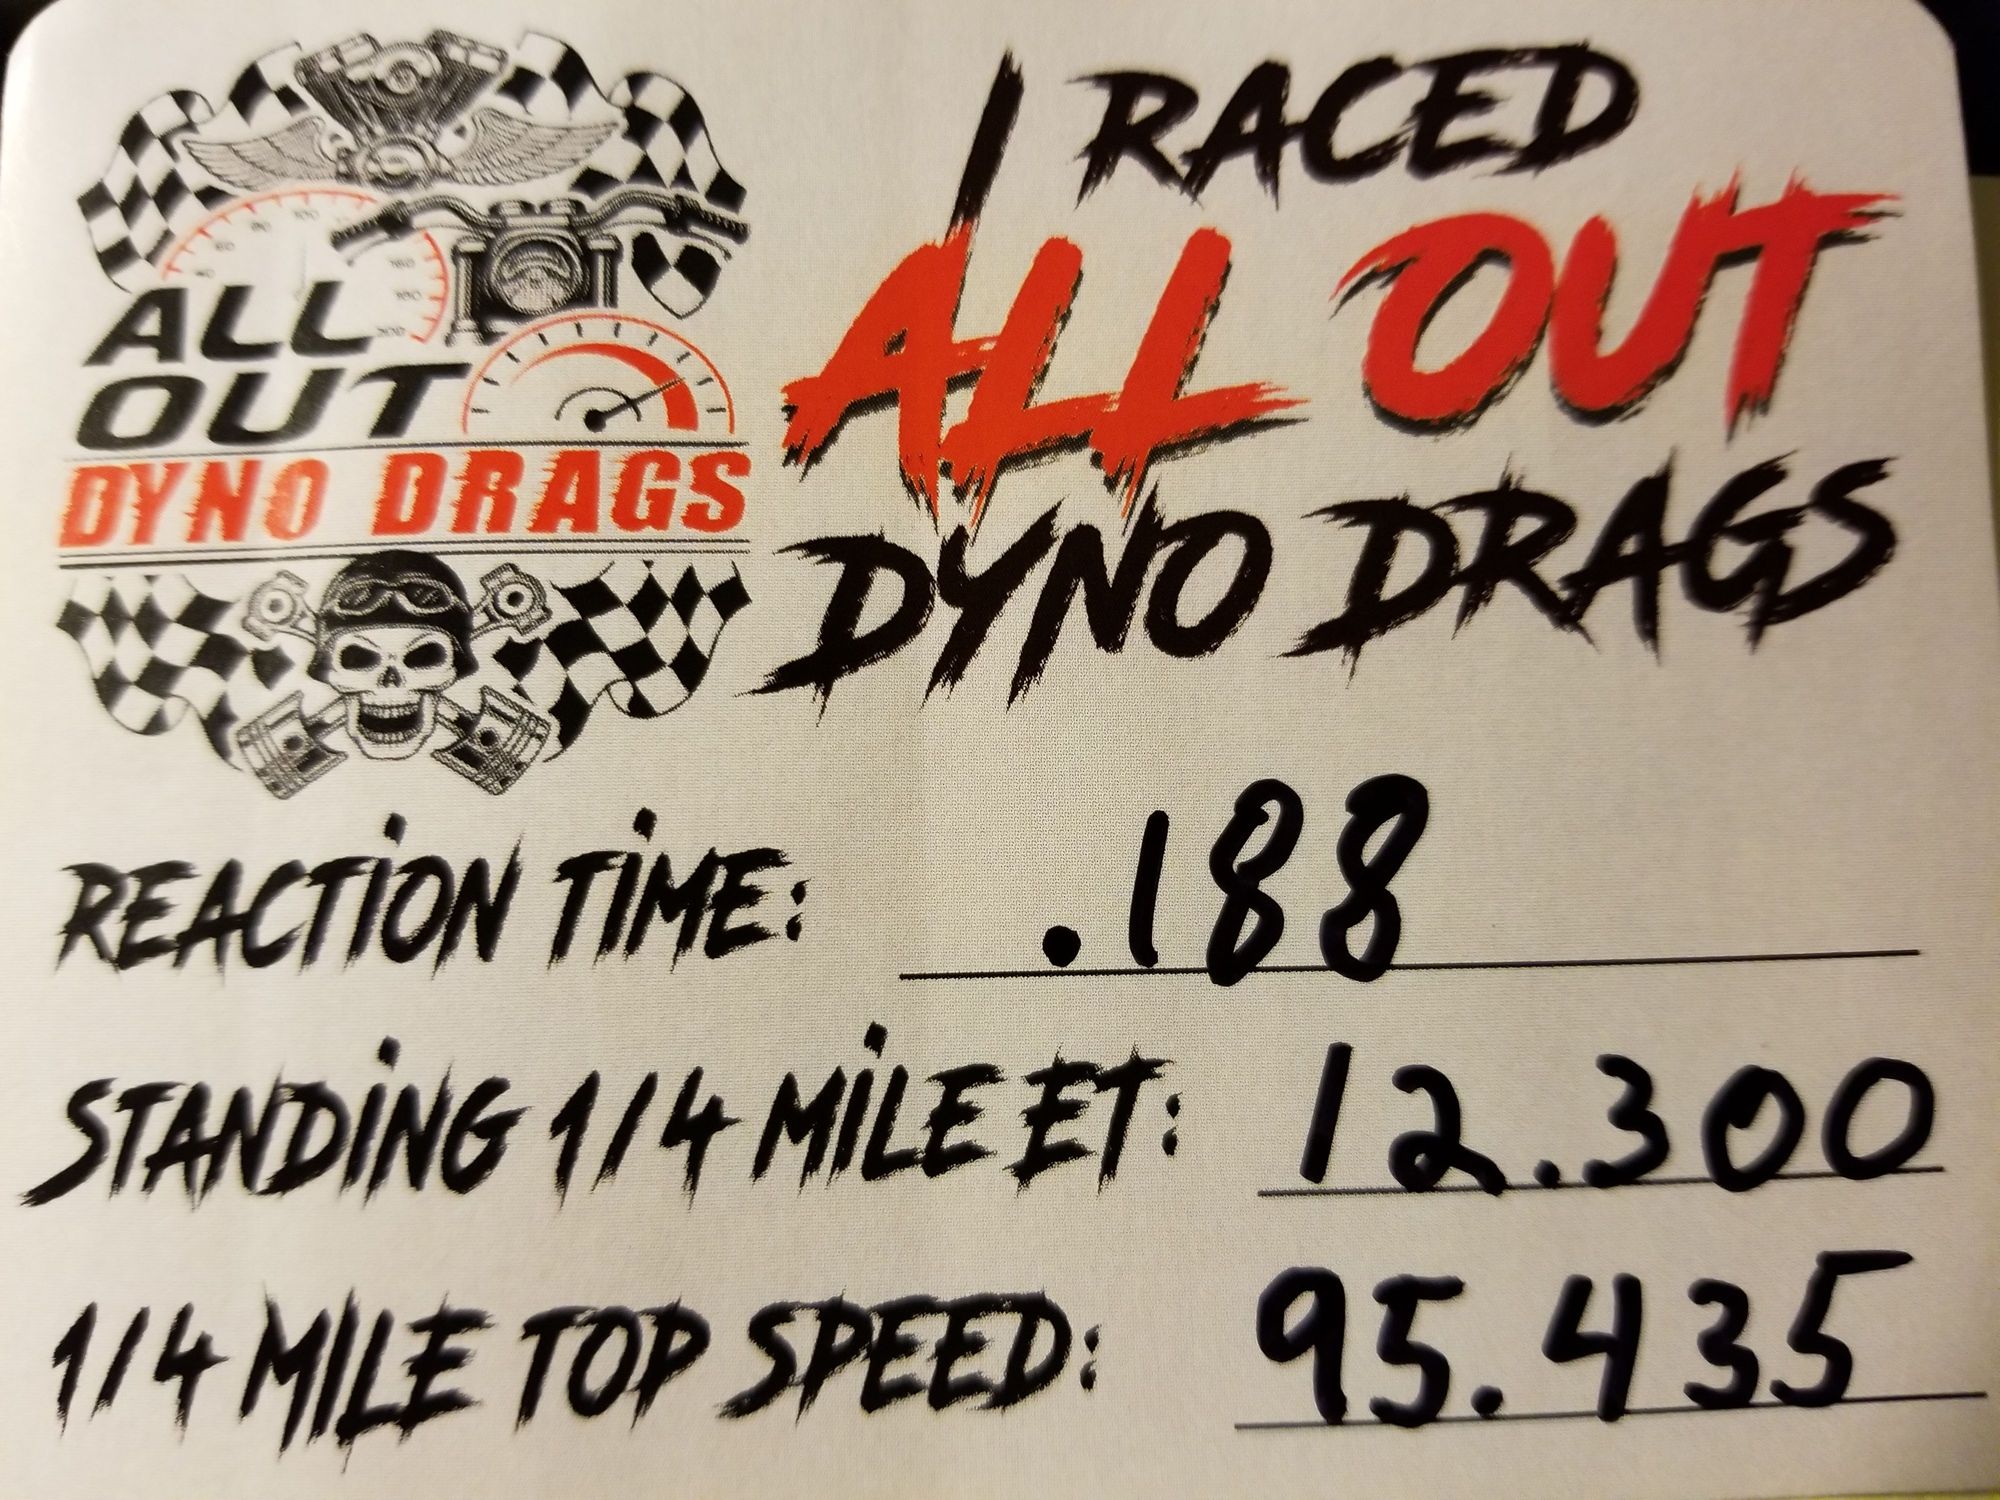 ALL
OUT
DYNO DRAGS
I RACED
ALL OUT
DYNO DRAGS
REACTION TIME: .188
STANDING 1/4 MILE ET: 12.300
1/4 MILE TOP SPEED: 95.435